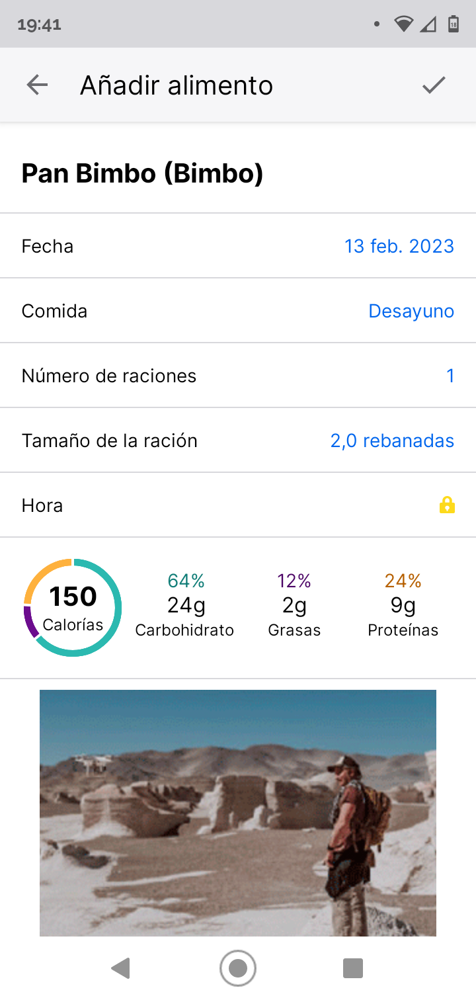 19:41
18
Añadir alimento
Pan Bimbo (Bimbo)
Fecha 13 feb. 2023
Comida Desayuno
Número de raciones 1
Tamaño de la ración 2,0 rebanadas
Hora
150
Calorías
64% 12% 24%
24g 2g 9g
Carbohidrato Grasas Proteínas